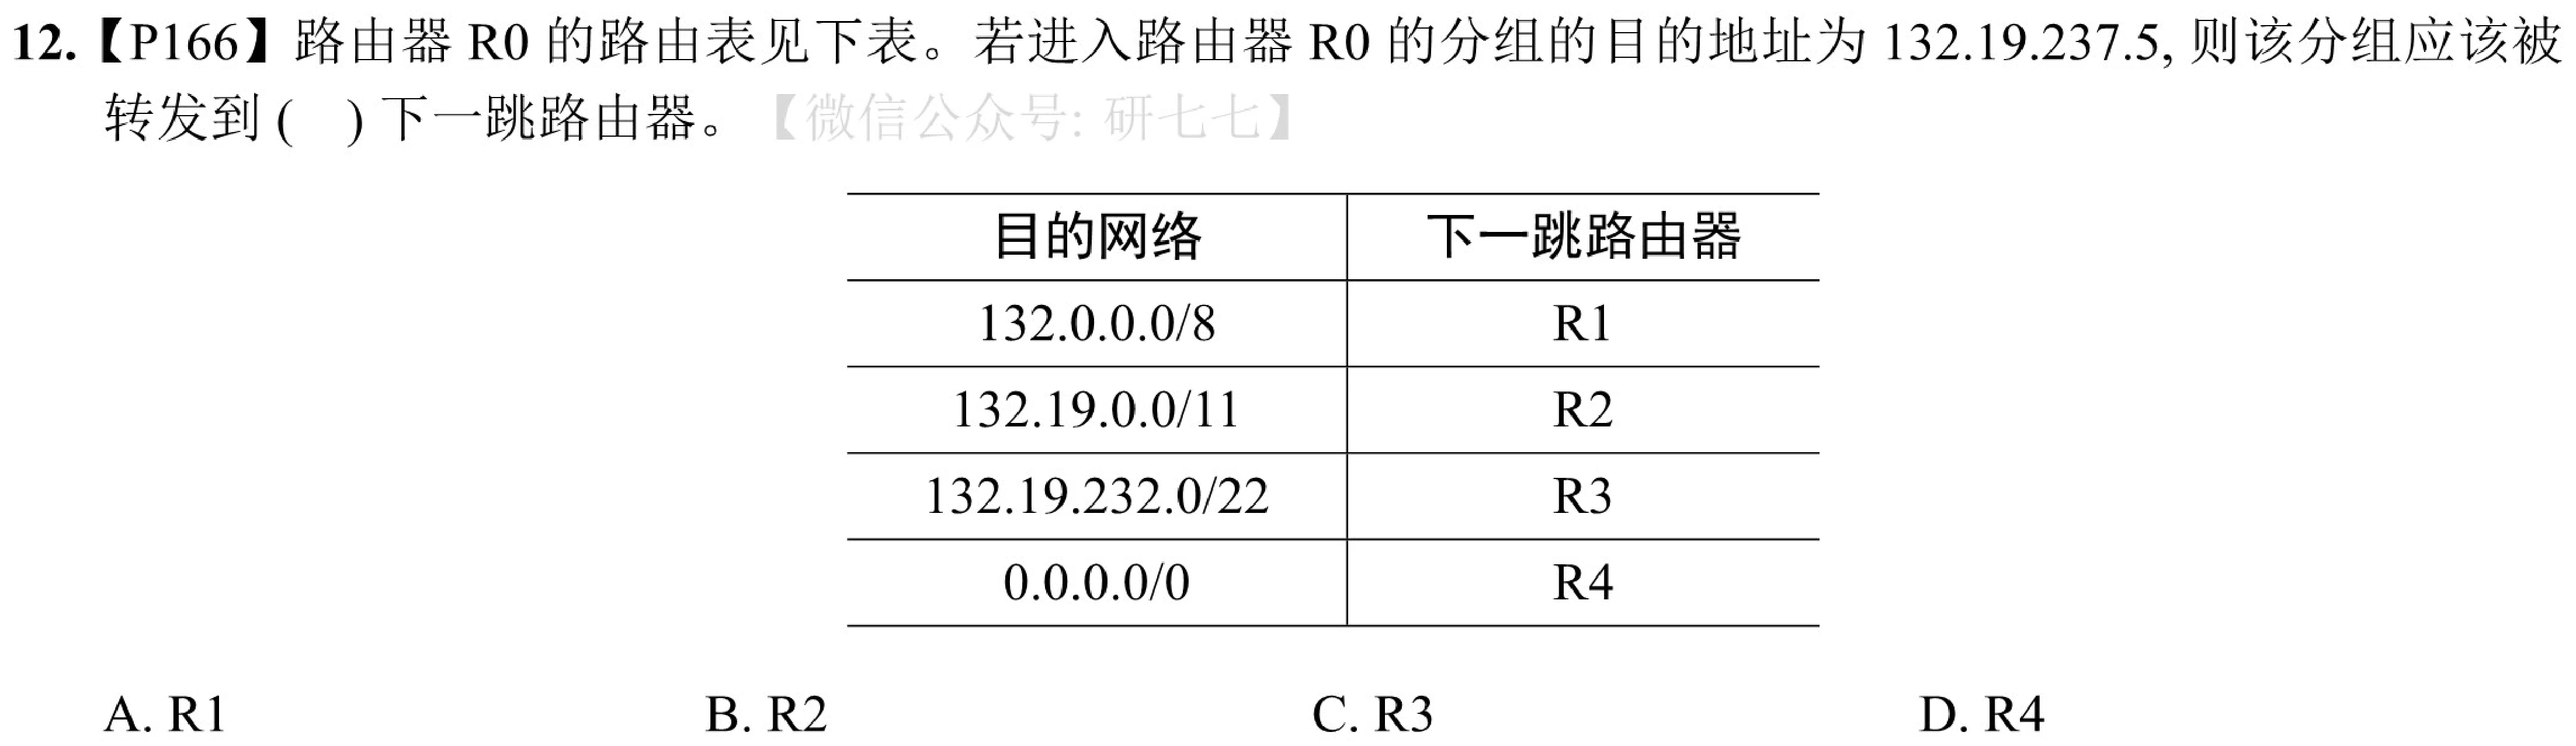 12.【P166】路由器 R0 的路由表见下表。若进入路由器 R0 的分组的目的地址为 132.19.237.5, 则该分组应该被
转发到 (   ) 下一跳路由器。【微信公众号: 研七七】
目的网络 下一跳路由器
132.0.0.0/8 R1
132.19.0.0/11 R2
132.19.232.0/22 R3
0.0.0.0/0 R4
A. R1 B. R2 C. R3 D. R4